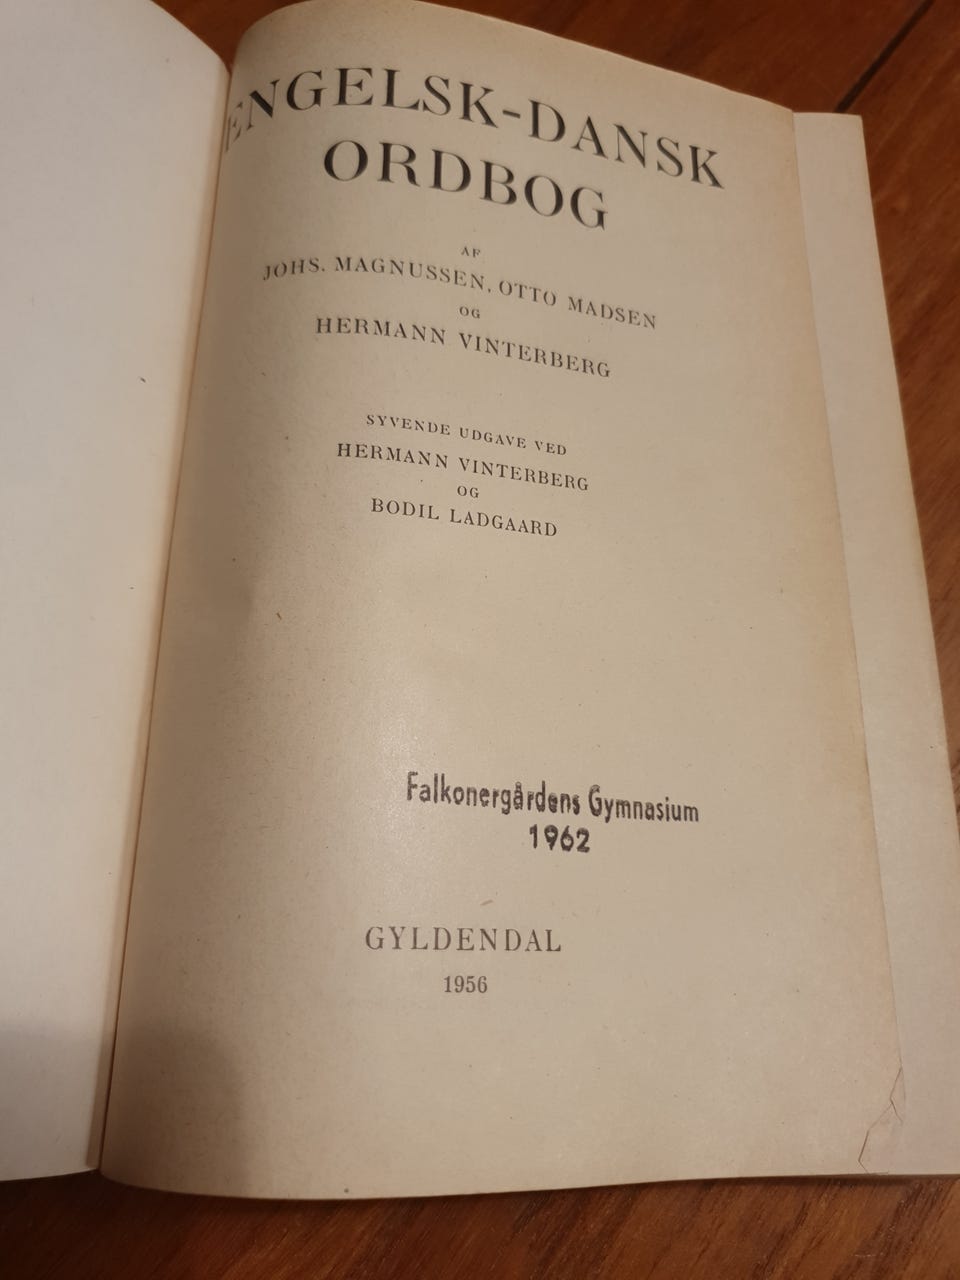 ENGELSK-DANSK
ORDBOG
AF
JOHS. MAGNUSSEN, OTTO MADSEN
OG
HERMANN VINTERBERG
SYVENDE UDGAVE VED
HERMANN VINTERBERG
OG
BODIL LADGAARD
Falkonergårdens Gymnasium
1962
GYLDENDAL
1956